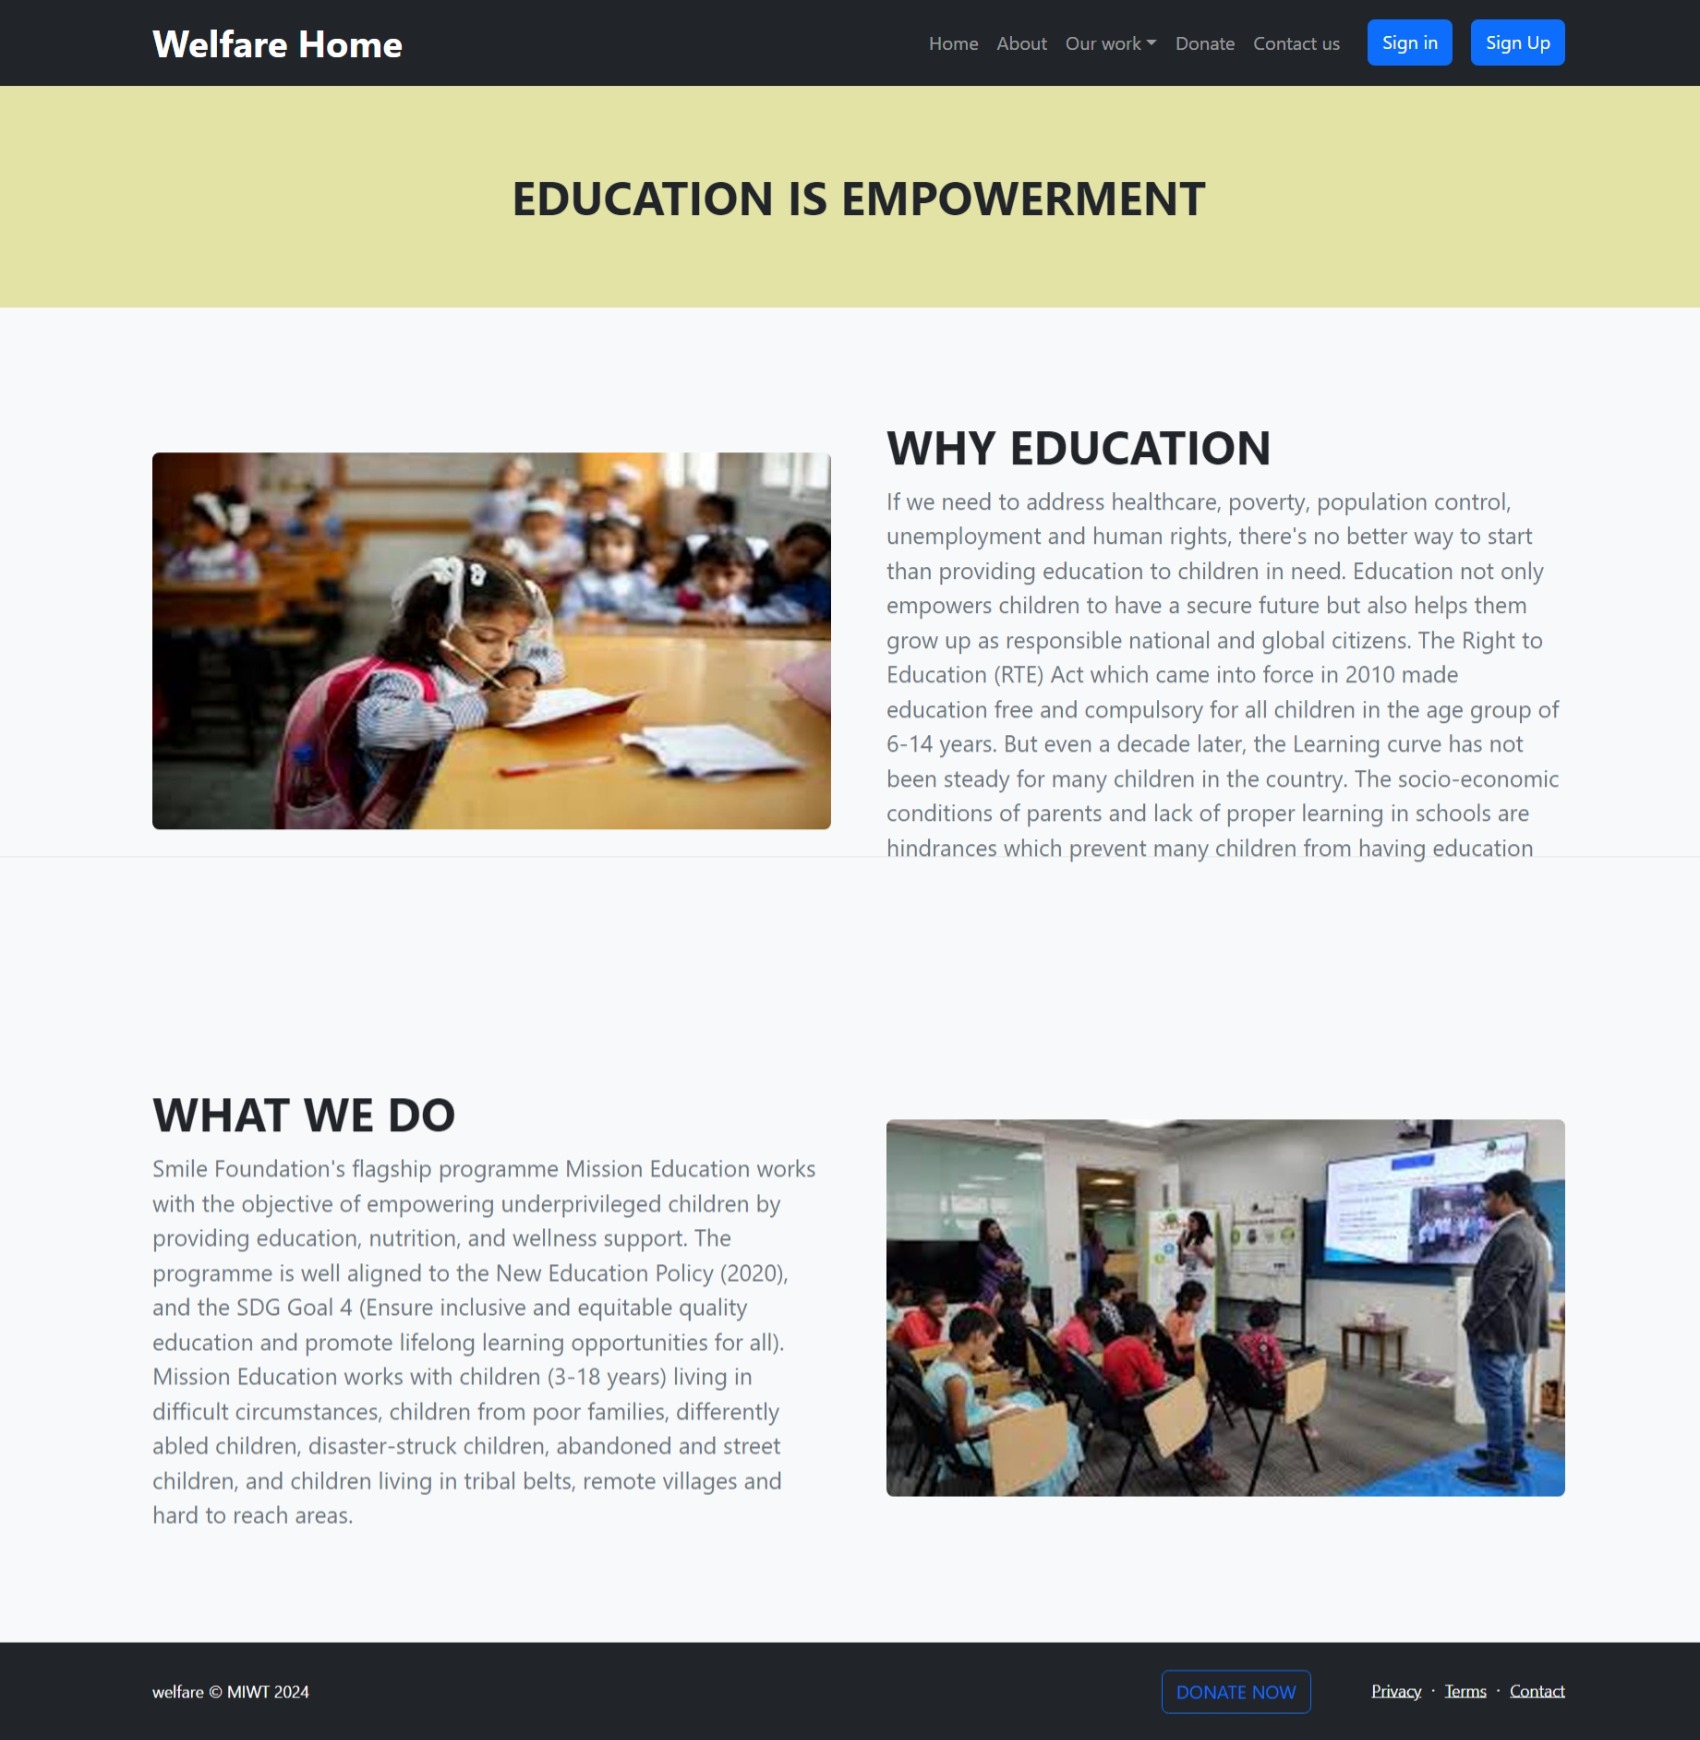 Welfare Home
Home About Our work Donate Contact us Sign in Sign Up
EDUCATION IS EMPOWERMENT
WHY EDUCATION
If we need to address healthcare, poverty, population control,
unemployment and human rights, there's no better way to start
than providing education to children in need. Education not only
empowers children to have a secure future but also helps them
grow up as responsible national and global citizens. The Right to
Education (RTE) Act which came into force in 2010 made
education free and compulsory for all children in the age group of
6-14 years. But even a decade later, the Learning curve has not
been steady for many children in the country. The socio-economic
conditions of parents and lack of proper learning in schools are
hindrances which prevent many children from having education
WHAT WE DO
Smile Foundation's flagship programme Mission Education works
with the objective of empowering underprivileged children by
providing education, nutrition, and wellness support. The
programme is well aligned to the New Education Policy (2020),
and the SDG Goal 4 (Ensure inclusive and equitable quality
education and promote lifelong learning opportunities for all).
Mission Education works with children (3-18 years) living in
difficult circumstances, children from poor families, differently
abled children, disaster-struck children, abandoned and street
children, and children living in tribal belts, remote villages and
hard to reach areas.
welfare © MIWT 2024
DONATE NOW
Privacy · Terms · Contact